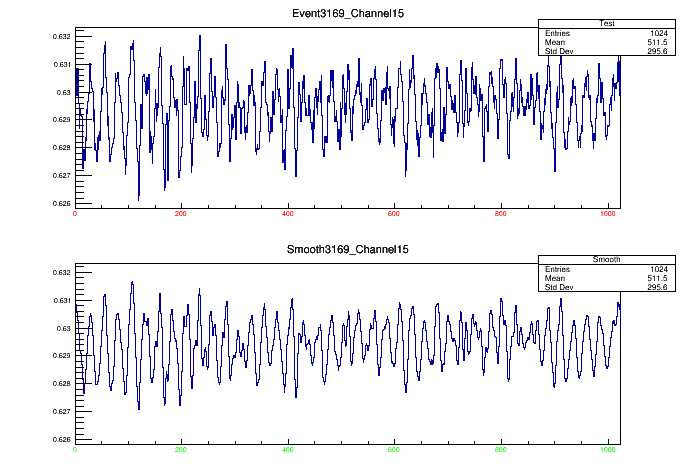 Event3169_Channel15
Test
Entries 1024
Mean 511.5
Std Dev 295.6
0.632
0.631
0.63
0.629
0.628
0.627
0.626
0 200 400 600 800 1000
Smooth3169_Channel15
Smooth
Entries 1024
Mean 511.5
Std Dev 295.6
0.632
0.631
0.63
0.629
0.628
0.627
0.626
0 200 400 600 800 1000